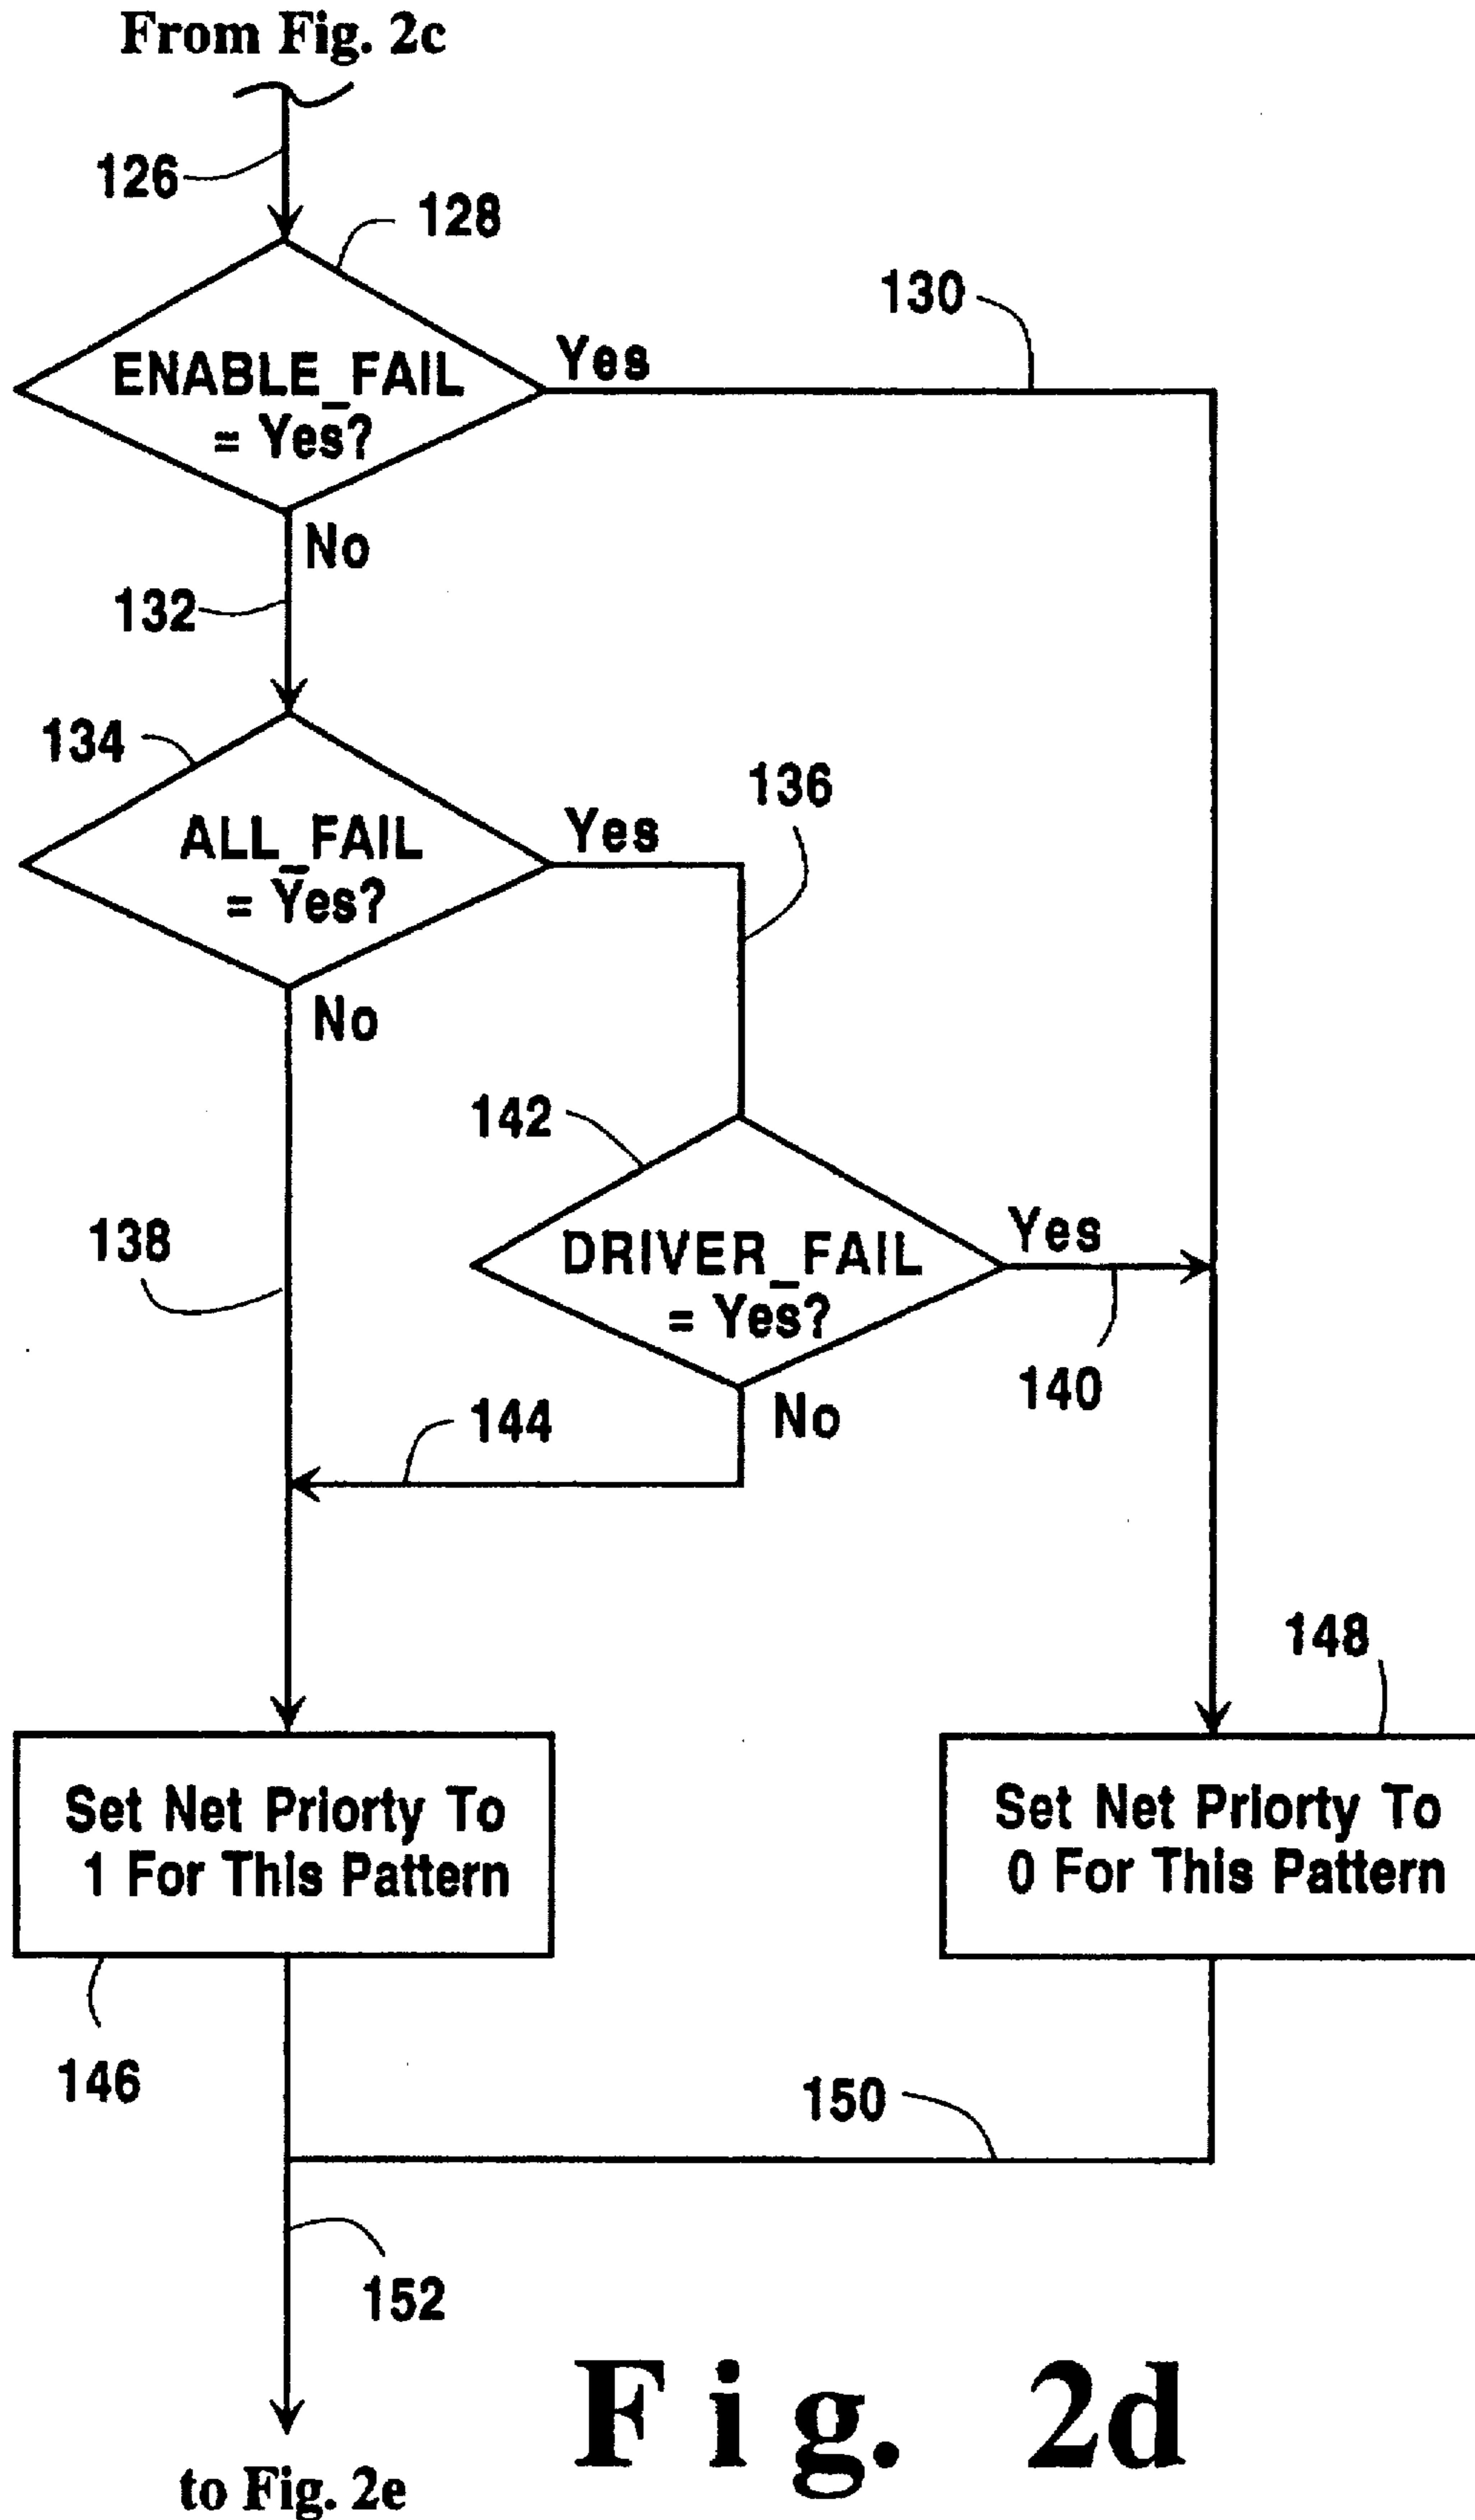 From Fig. 2c
126
128
130
ENABLE_FAIL
= Yes?
Yes
No
132
134
136
ALL_FAIL
= Yes?
Yes
No
142
138
DRIVER_FAIL
= Yes?
Yes
140
No
144
148
Set Net Priorty To
1 For This Pattern
Set Net Priorty To
0 For This Pattern
146
150
152
Fig. 2d
to Fig. 2e